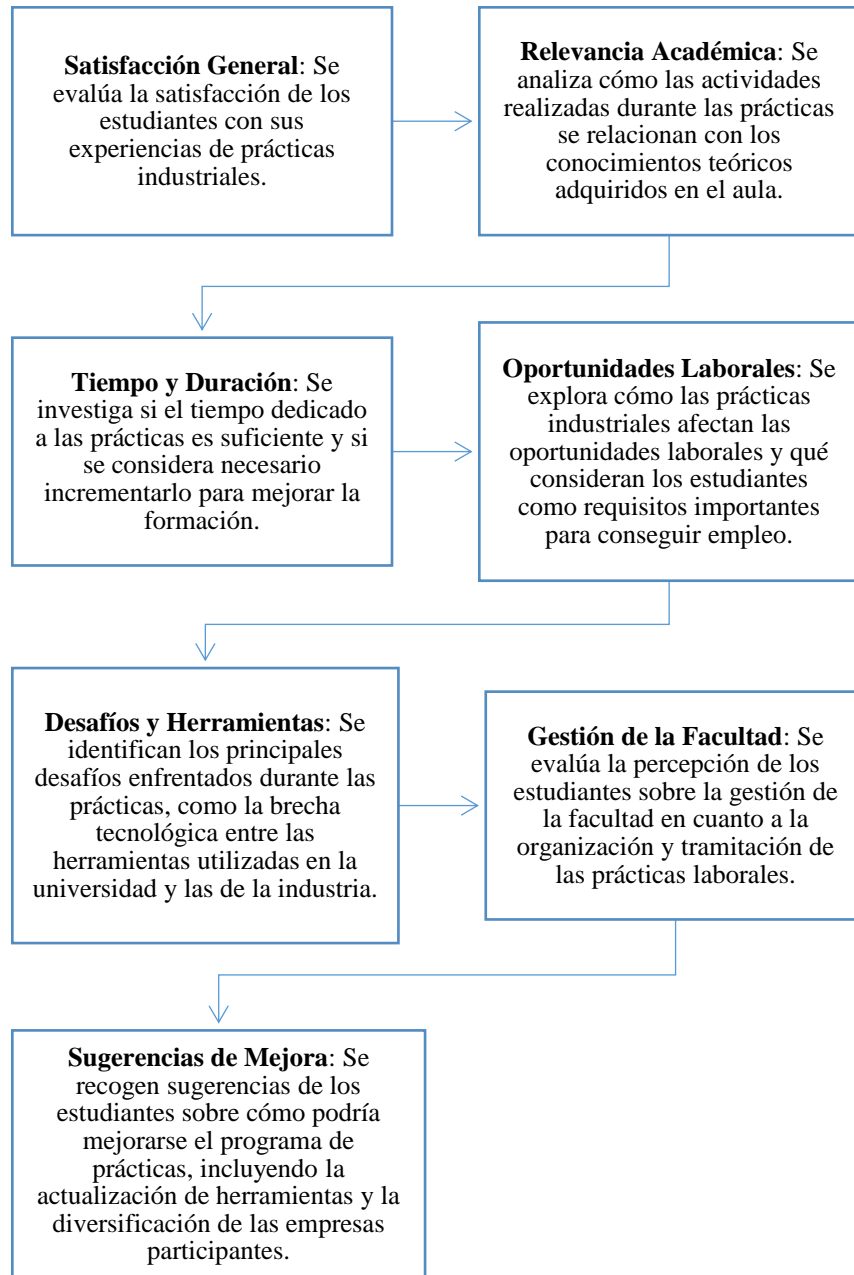 Satisfacción General: Se
evalúa la satisfacción de los
estudiantes con sus
experiencias de prácticas
industriales.
Relevancia Académica: Se
analiza cómo las actividades
realizadas durante las prácticas
se relacionan con los
conocimientos teóricos
adquiridos en el aula.
Tiempo y Duración: Se
investiga si el tiempo dedicado
a las prácticas es suficiente y si
se considera necesario
incrementarlo para mejorar la
formación.
Oportunidades Laborales: Se
explora cómo las prácticas
industriales afectan las
oportunidades laborales y qué
consideran los estudiantes
como requisitos importantes
para conseguir empleo.
Desafíos y Herramientas: Se
identifican los principales
desafíos enfrentados durante las
prácticas, como la brecha
tecnológica entre las
herramientas utilizadas en la
universidad y las de la industria.
Gestión de la Facultad: Se
evalúa la percepción de los
estudiantes sobre la gestión de
la facultad en cuanto a la
organización y tramitación de
las prácticas laborales.
Sugerencias de Mejora: Se
recogen sugerencias de los
estudiantes sobre cómo podría
mejorarse el programa de
prácticas, incluyendo la
actualización de herramientas y la
diversificación de las empresas
participantes.